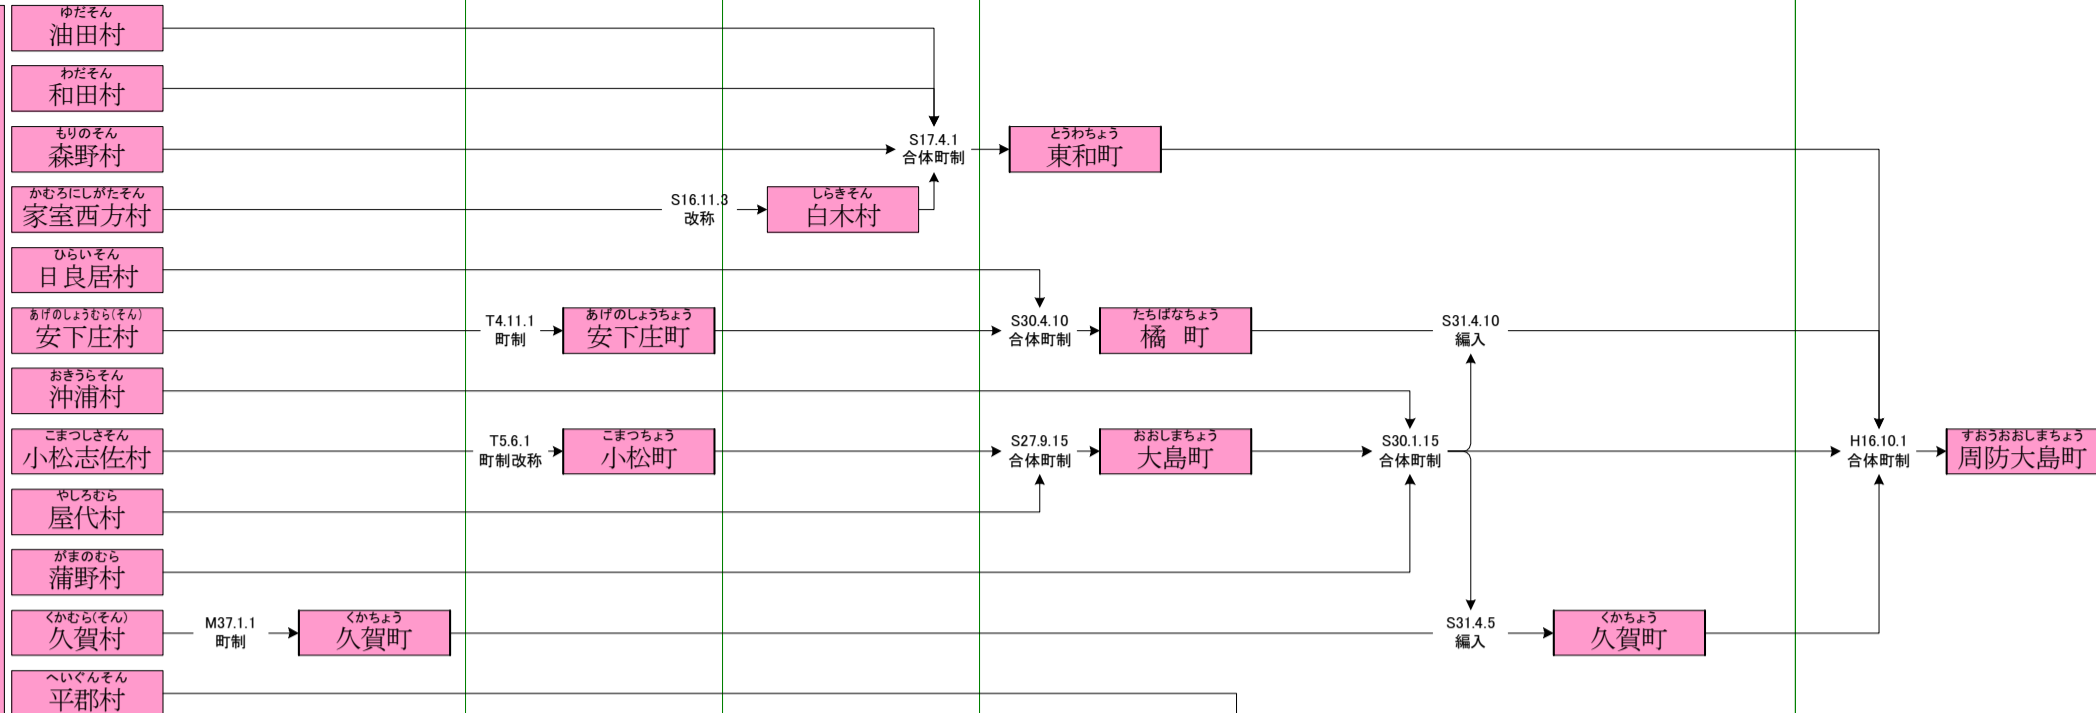 ゆだそん
油田村
わだそん
和田村
もりのそん
森野村
S17.4.1
合体町制
とうわちょう
東和町
かむろにしがたそん
家室西方村
S16.11.3
改称
しらきそん
白木村
ひらいそん
日良居村
あげのしょうむら(そん)
安下庄村
T4.11.1
町制
あげのしょうちょう
安下庄町
S30.4.10
合体町制
たちばなちょう
橘 町
S31.4.10
編入
おきうらそん
沖浦村
こまつしさそん
小松志佐村
T5.6.1
町制改称
こまつちょう
小松町
S27.9.15
合体町制
おおしまちょう
大島町
S30.1.15
合体町制
H16.10.1
合体町制
すおうおおしまちょう
周防大島町
やしろむら
屋代村
がまのむら
蒲野村
くかむら(そん)
久賀村
M37.1.1
町制
くかちょう
久賀町
S31.4.5
編入
くかちょう
久賀町
へいぐんそん
平郡村